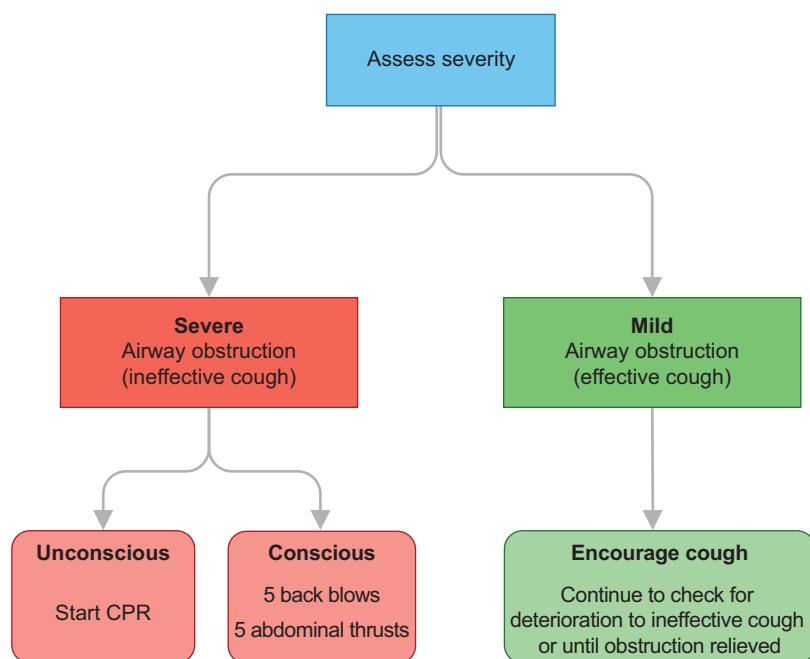 Assess severity
Severe
Airway obstruction
(ineffective cough)
Mild
Airway obstruction
(effective cough)
Unconscious
Start CPR
Conscious
5 back blows
5 abdominal thrusts
Encourage cough
Continue to check for
deterioration to ineffective cough
or until obstruction relieved